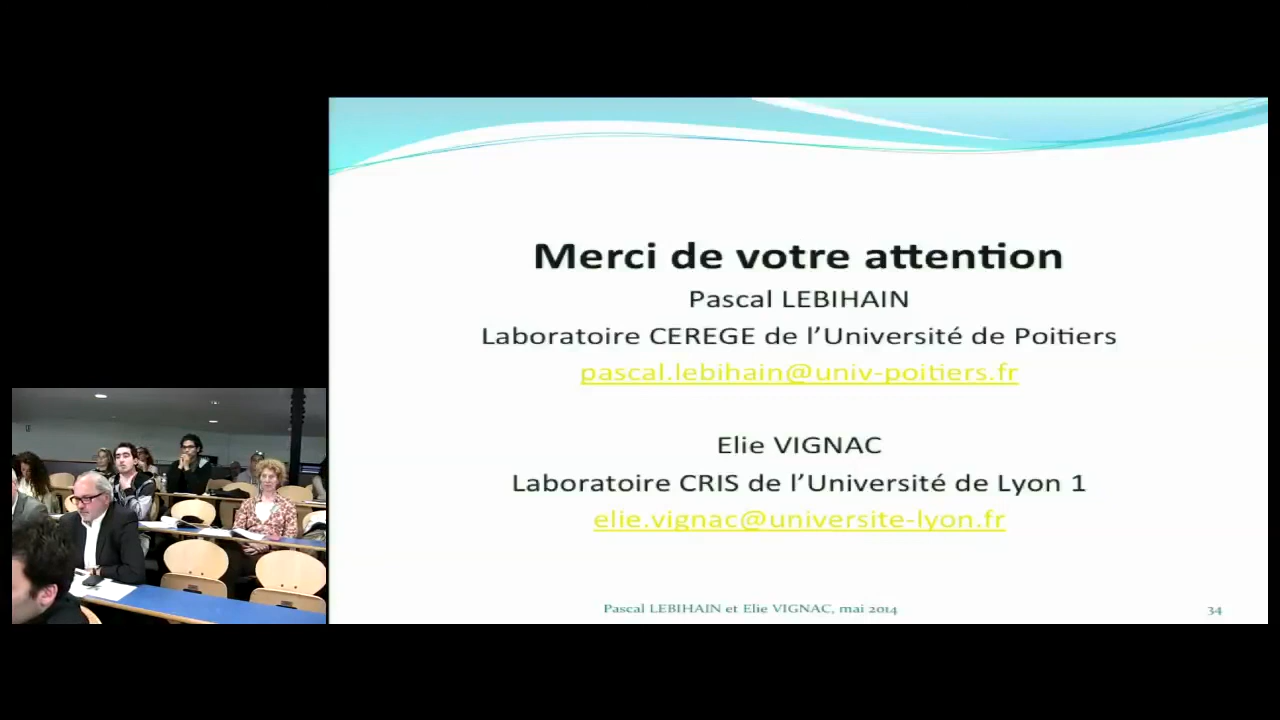 Merci de votre attention
Pascal LEBIHAIN
Laboratoire CEREGE de l’Université de Poitiers
pascal.lebihain@univ-poitiers.fr
Elie VIGNAC
Laboratoire CRIS de l’Université de Lyon 1
elie.vignac@universite-lyon.fr
Pascal LEBIHAIN et Elie VIGNAC, mai 2014
34